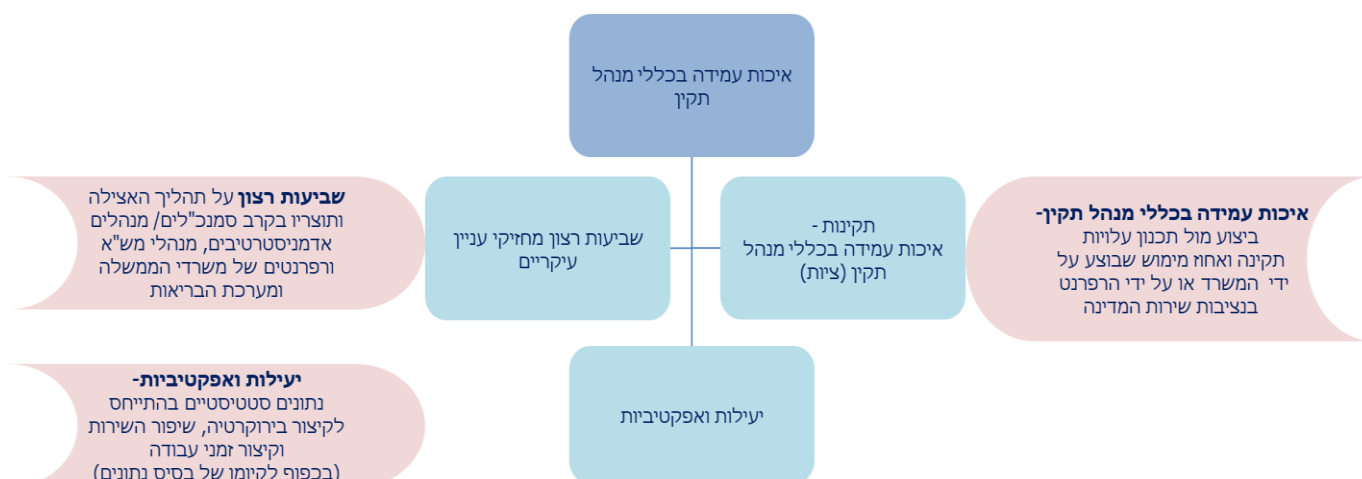 איכות עמידה בכללי מנהל
תקין
איכות עמידה בכללי מנהל תקין-
ביצוע מול תכנון עלויות
תקינה ואחוז מימוש שבוצע על
ידי המשרד או על ידי הרפרנט
בנציבות שירות המדינה
תקינות -
איכות עמידה בכללי מנהל
תקין (ציות)
שביעות רצון מחזיקי עניין
עיקריים
שביעות רצון על תהליך האצילה
ותוצריו בקרב סמנכ"לים/ מנהלים
אדמניסטרטיבים, מנהלי מש"א
ורפרנטים של משרדי הממשלה
ומערכת הבריאות
יעילות ואפקטיביות
יעילות ואפקטיביות-
נתונים סטטיסטיים בהתייחס
לקיצור בירוקרטיה, שיפור השירות
וקיצור זמני עבודה
(בכפוף לקיומו של בסיס נתונים)